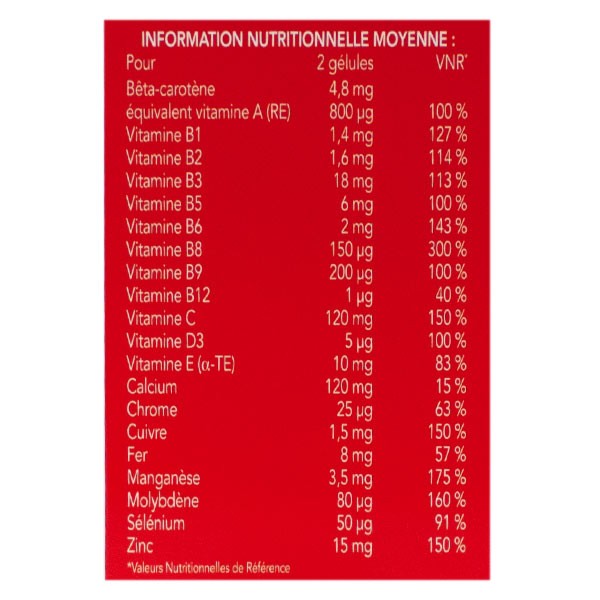 INFORMATION NUTRITIONNELLE MOYENNE :
Pour 2 gélules VNR*
Bêta-carotène 4,8 mg
équivalent vitamine A (RE) 800 µg 100 %
Vitamine B1 1,4 mg 127 %
Vitamine B2 1,6 mg 114 %
Vitamine B3 18 mg 113 %
Vitamine B5 6 mg 100 %
Vitamine B6 2 mg 143 %
Vitamine B8 150 µg 300 %
Vitamine B9 200 µg 100 %
Vitamine B12 1 µg 40 %
Vitamine C 120 mg 150 %
Vitamine D3 5 µg 100 %
Vitamine E (α-TE) 10 mg 83 %
Calcium 120 mg 15 %
Chrome 25 µg 63 %
Cuivre 1,5 mg 150 %
Fer 8 mg 57 %
Manganèse 3,5 mg 175 %
Molybdène 80 µg 160 %
Sélénium 50 µg 91 %
Zinc 15 mg 150 %
*Valeurs Nutritionnelles de Référence